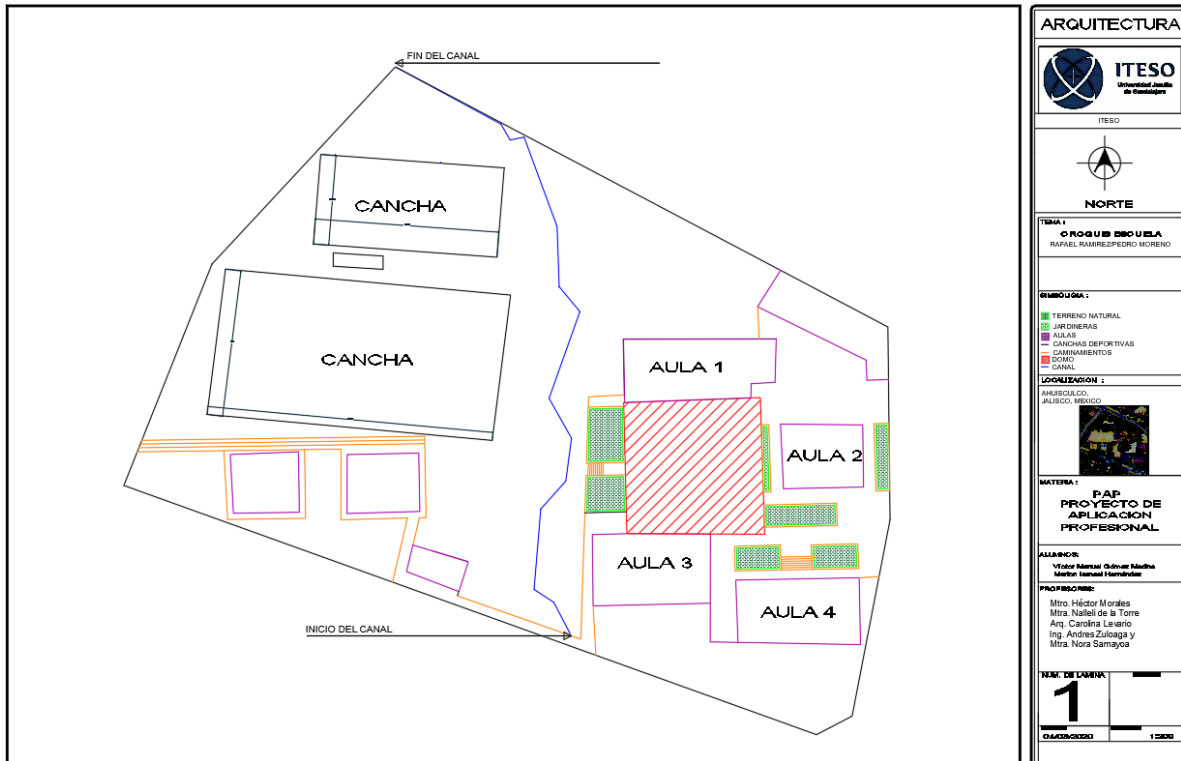 FIN DEL CANAL
CANCHA
CANCHA
AULA 1
AULA 2
AULA 3
AULA 4
INICIO DEL CANAL
ARQUITECTURA
ITESO
Universidad Jesuita
de Guadalajara
ITESO
NORTE
TEMA :
CROQUIS ESCUELA
RAFAEL RAMIREZ/PEDRO MORENO
SIMBOLOGIA :
TERRENO NATURAL
JARDINERAS
AULAS
CANCHAS DEPORTIVAS
CAMINAMIENTOS
DOMO
CANAL
LOCALIZACION :
AHUISCULCO,
JALISCO, MEXICO
MATERIA :
PAP
PROYECTO DE
APLICACION
PROFESIONAL
ALUMNOS:
Victor Manuel Gómez Medina
Hernández
PROFESORES:
Mtro. Héctor Morales
Mtra. Nalleli de la Torre
Arq. Carolina Levario
Ing. Andres Zuloaga y
Mtra. Nora Samayoa
NUM. DE LAMINA
1